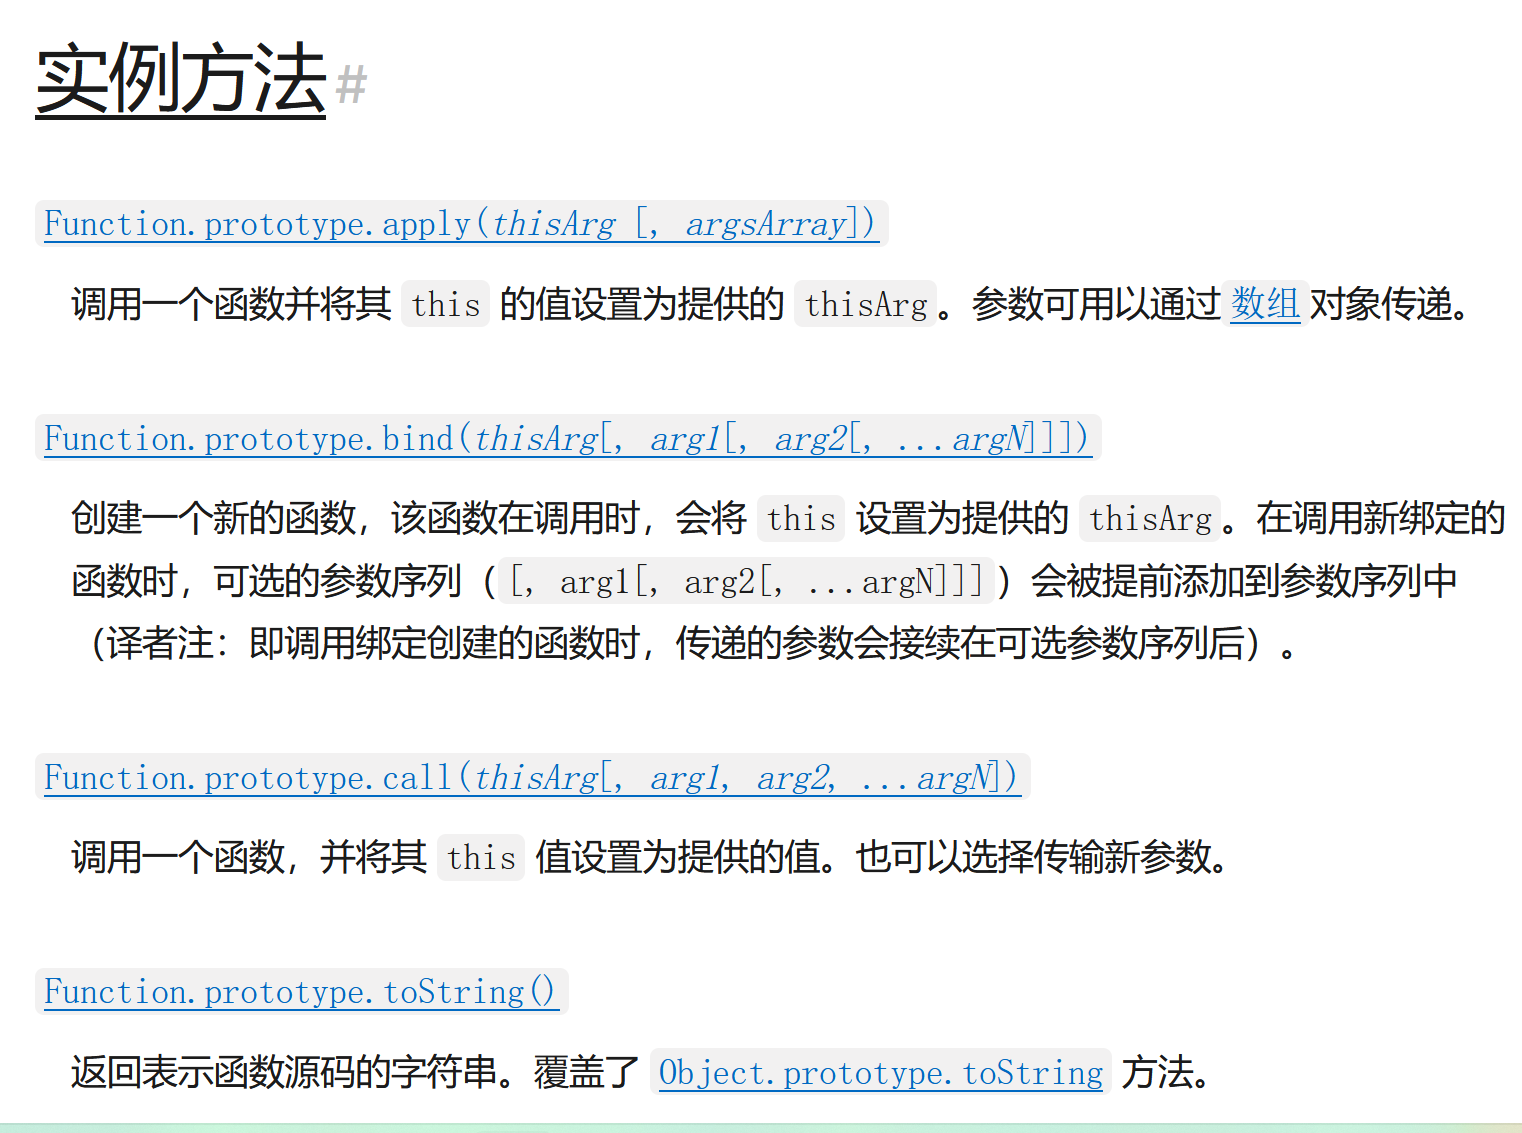 实例方法#
Function.prototype.apply(thisArg [, argsArray])
调用一个函数并将其 this 的值设置为提供的 thisArg。参数可用以通过数组对象传递。
Function.prototype.bind(thisArg[, arg1[, arg2[, ...argN]]])
创建一个新的函数，该函数在调用时，会将 this 设置为提供的 thisArg。在调用新绑定的
函数时，可选的参数序列（[, arg1[, arg2[, ...argN]]]）会被提前添加到参数序列中
（译者注：即调用绑定创建的函数时，传递的参数会接续在可选参数序列后）。
Function.prototype.call(thisArg[, arg1, arg2, ...argN])
调用一个函数，并将其 this 值设置为提供的值。也可以选择传输新参数。
Function.prototype.toString()
返回表示函数源码的字符串。覆盖了 Object.prototype.toString 方法。